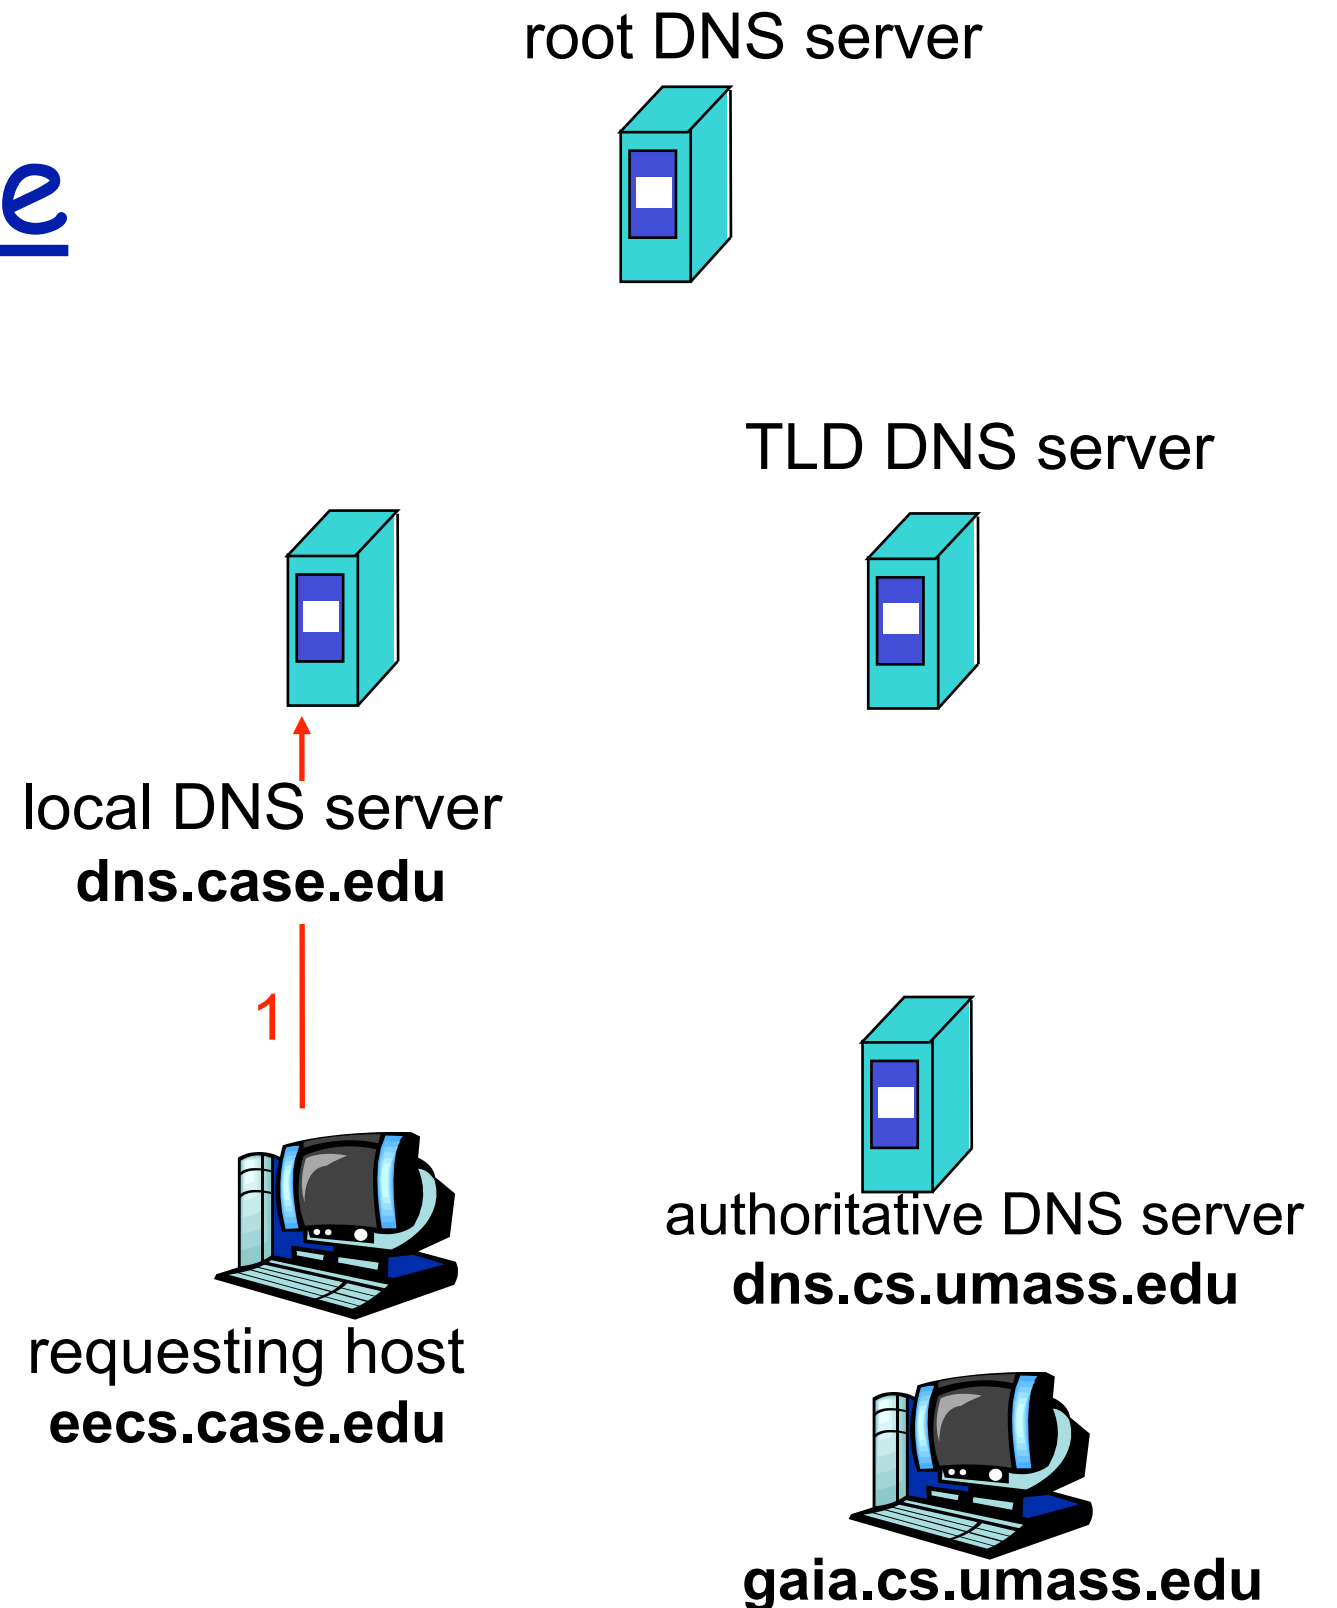 root DNS server
e
TLD DNS server
local DNS server
dns.case.edu
1
authoritative DNS server
dns.cs.umass.edu
requesting host
eecs.case.edu
gaia.cs.umass.edu